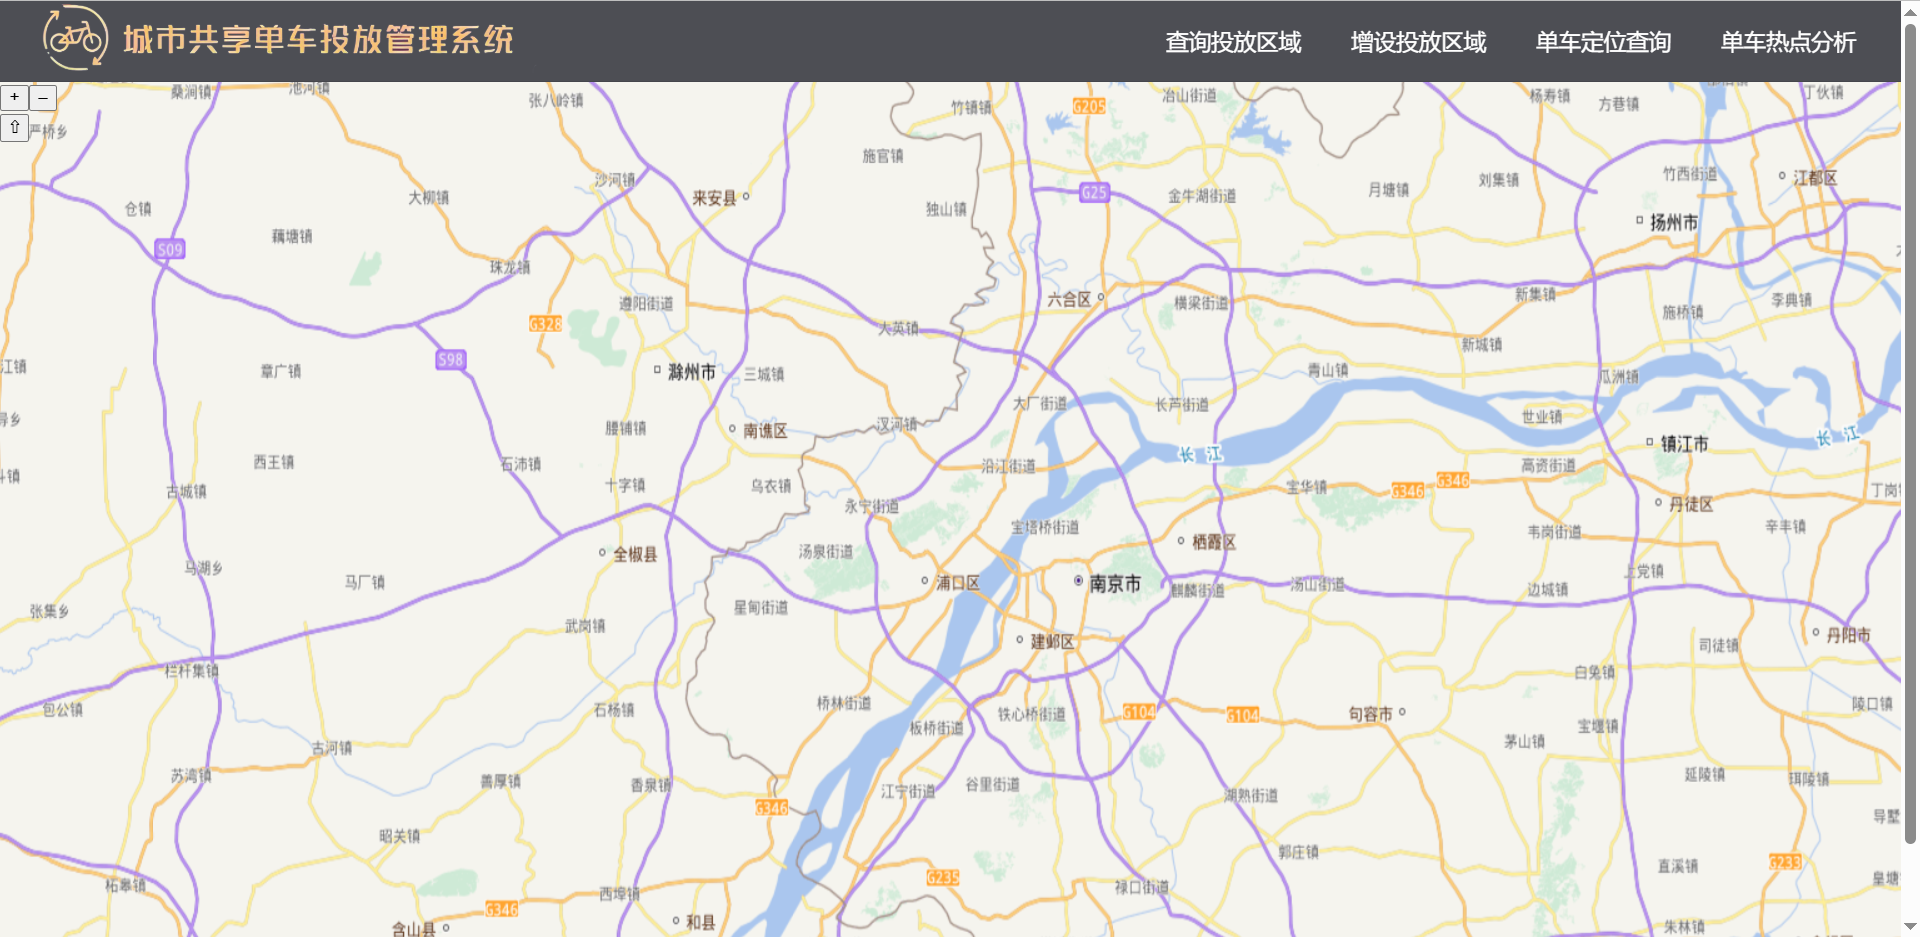 城市共享单车投放管理系统
查询投放区域 增设投放区域 单车定位查询 单车热点分析
+ –
⇧
桑涧镇 池河镇 张八岭镇 竹镇镇 G205 冶山街道 杨寿镇 方巷镇 丁伙镇
严桥乡 施官镇
沙河镇 来安县 G25 金牛湖街道 月塘镇 刘集镇 竹西街道 江都区
仓镇 大柳镇 独山镇 扬州市
S09 藕塘镇 珠龙镇
遵阳街道 六合区 横梁街道 新集镇 施桥镇 李典镇
G328 大英镇
江镇 章广镇 S98 滁州市 三城镇 青山镇 新城镇 瓜洲镇
大厂街道 长芦街道 世业镇
导乡 腰铺镇 南谯区 汊河镇 长 江 镇江市 长 江
斗镇 西王镇 石沛镇 沿江街道 高资街道
古城镇 十字镇 乌衣镇 宝华镇 G346 G346 丁岗
永宁街道 丹徒区
宝塔桥街道 韦岗街道 辛丰镇
全椒县 汤泉街道 栖霞区
马湖乡 马厂镇 浦口区 南京市 麒麟街道 汤山街道 边城镇 上党镇
张集乡 星甸街道
武岗镇 建邺区 司徒镇 丹阳市
栏杆集镇 白兔镇
包公镇 石杨镇 桥林街道 铁心桥街道 G104 G104 句容市 陵口镇
古河镇 板桥街道 茅山镇 宝堰镇
苏湾镇 善厚镇 香泉镇 江宁街道 谷里街道 湖熟街道 延陵镇 珥陵镇
G346 导墅
昭关镇
郭庄镇 直溪镇 G233
柘皋镇 西埠镇 G235 禄口街道 皇塘
G346
含山县 和县 朱林镇